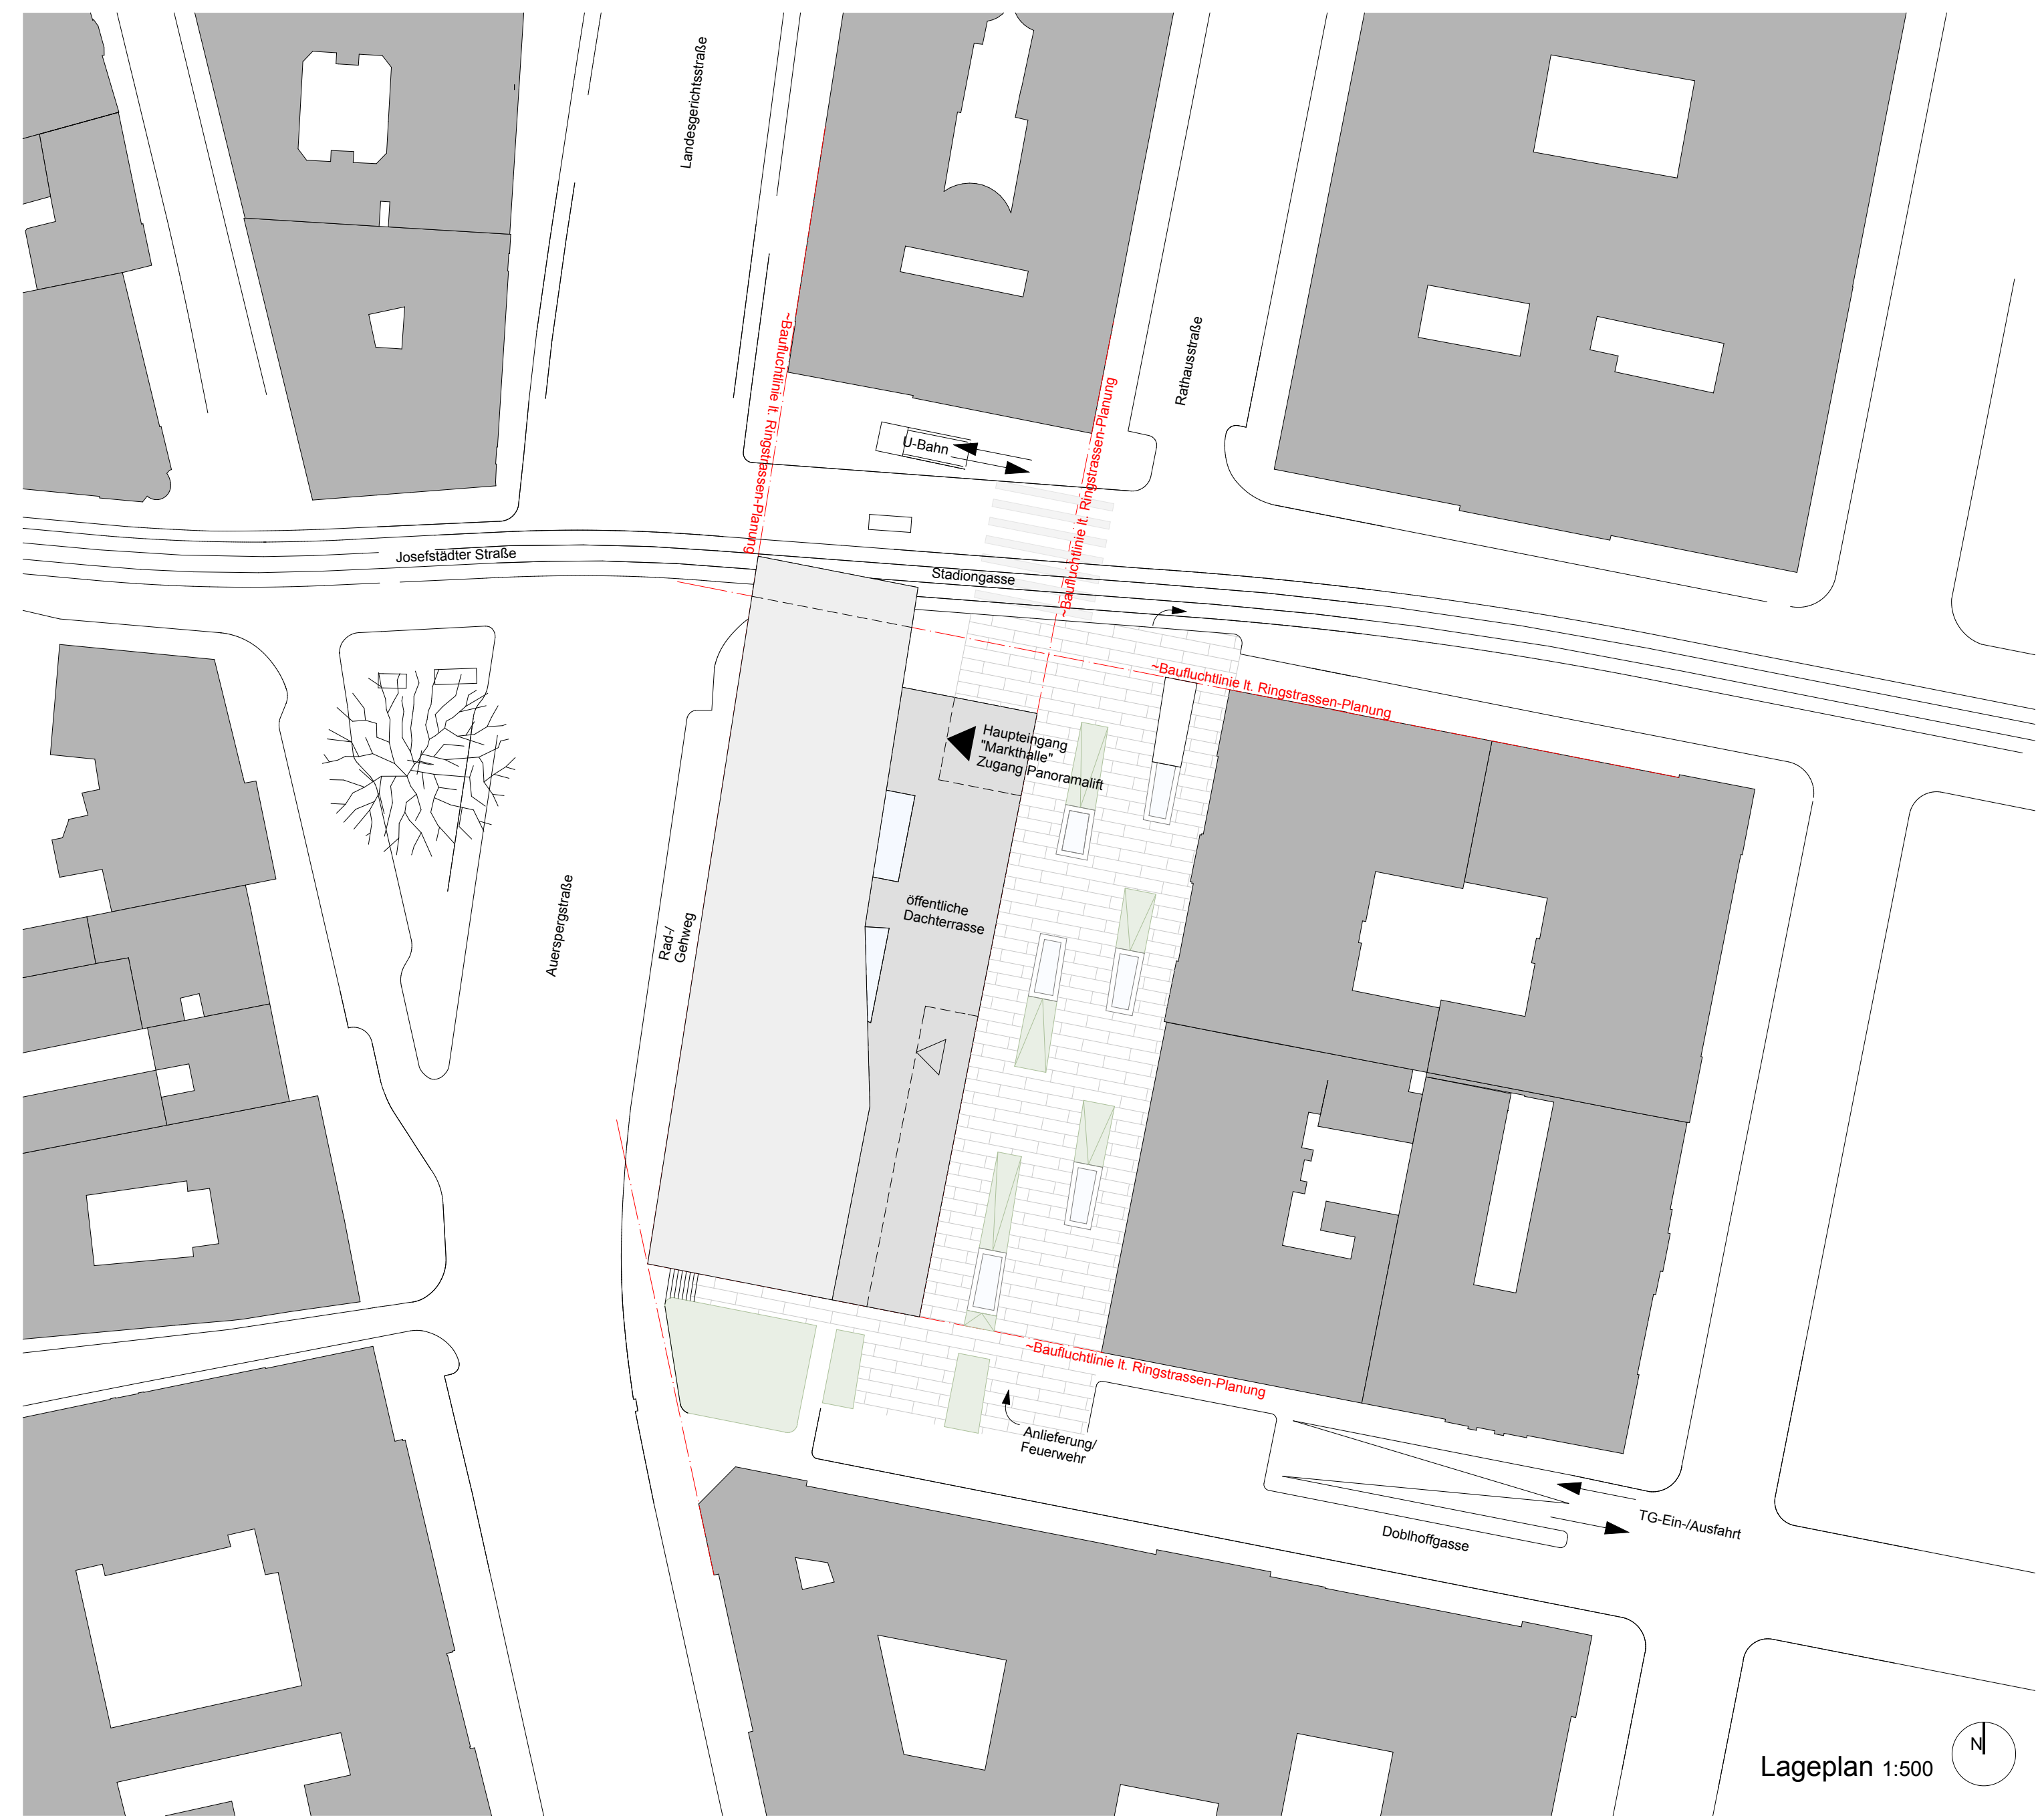 Landesgerichtsstraße
Rathausstraße
~Baufluchtlinie lt. Ringstrassen-Planung
~Baufluchtlinie lt. Ringstrassen-Planung
U-Bahn
Josefstädter Straße
Stadiongasse
~Baufluchtlinie lt. Ringstrassen-Planung
Haupteingang
"Markthalle"
Zugang Panoramalift
öffentliche
Dachterrasse
Auerspergstraße
Rad-/
Gehweg
~Baufluchtlinie lt. Ringstrassen-Planung
Anlieferung/
Feuerwehr
TG-Ein-/Ausfahrt
Doblhoffgasse
N
Lageplan 1:500